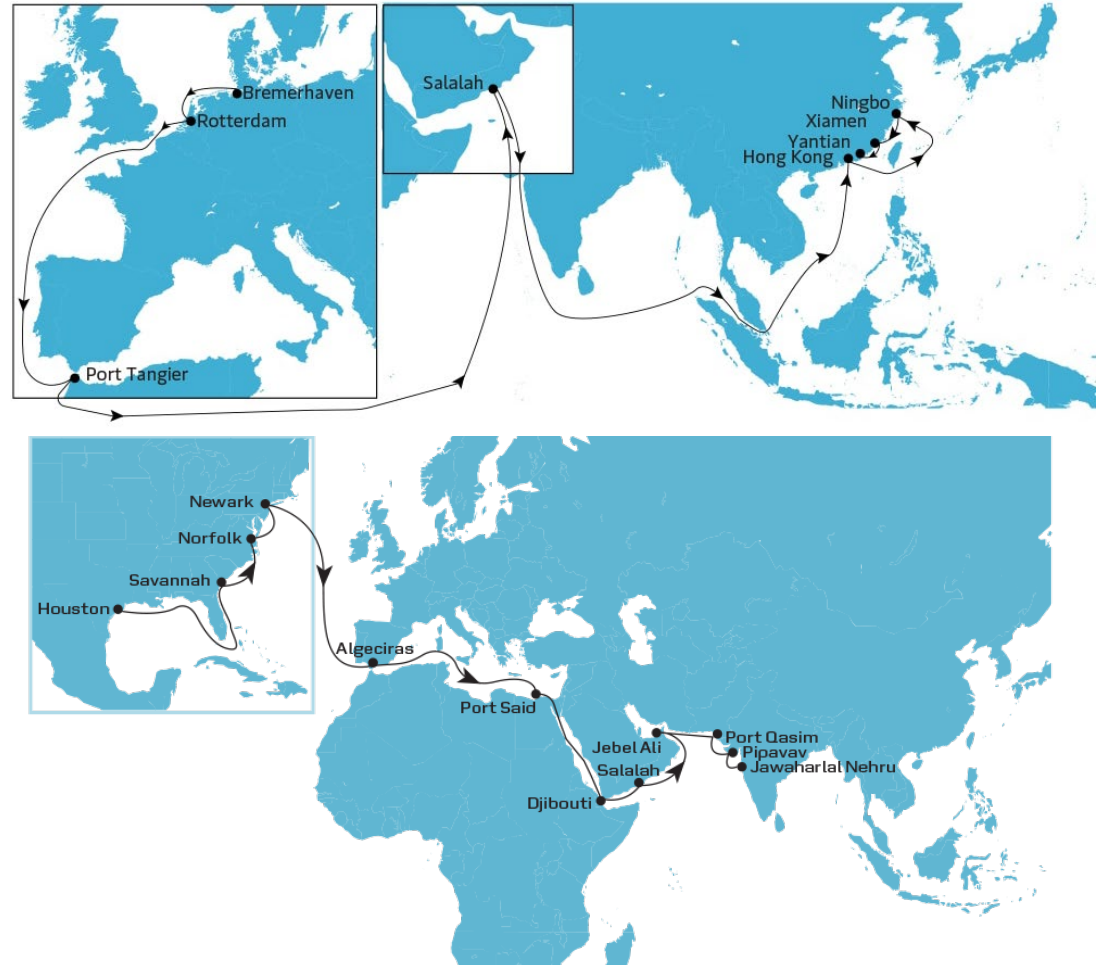 Bremerhaven
Rotterdam
Port Tangier
Salalah
Ningbo
Xiamen
Yantian
Hong Kong
Newark
Norfolk
Savannah
Houston
Algeciras
Port Said
Jebel Ali
Salalah
Djibouti
Port Qasim
Pipavav
Jawaharlal Nehru